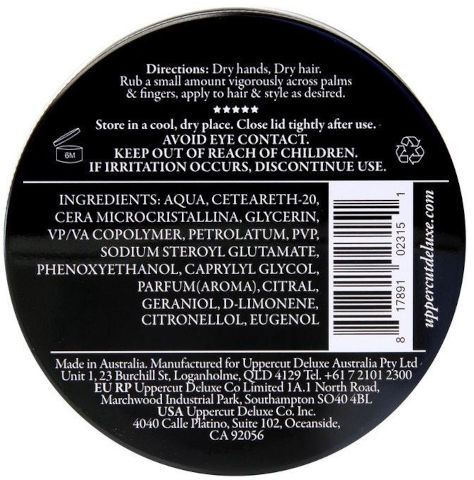 Directions: Dry hands, Dry hair.
Rub a small amount vigorously across palms
& fingers, apply to hair & style as desired.
★★★★★
Store in a cool, dry place. Close lid tightly after use.
AVOID EYE CONTACT.
KEEP OUT OF REACH OF CHILDREN.
IF IRRITATION OCCURS, DISCONTINUE USE.
6M
INGREDIENTS: AQUA, CETEARETH-20,
CERA MICROCRISTALLINA, GLYCERIN,
VP/VA COPOLYMER, PETROLATUM, PVP,
SODIUM STEROYL GLUTAMATE,
PHENOXYETHANOL, CAPRYLYL GLYCOL,
PARFUM(AROMA), CITRAL,
GERANIOL, D-LIMONENE,
CITRONELLOL, EUGENOL
8 17891 02315 1
uppercutdeluxe.com
Made in Australia. Manufactured for Uppercut Deluxe Australia Pty Ltd
Unit 1, 23 Burchill St, Loganholme, QLD 4129 Tel. +61 7 2101 2300
EU RP Uppercut Deluxe Co Limited 1A.1 North Road,
Marchwood Industrial Park, Southampton SO40 4BL
USA Uppercut Deluxe Co. Inc.
4040 Calle Platino, Suite 102, Oceanside,
CA 92056